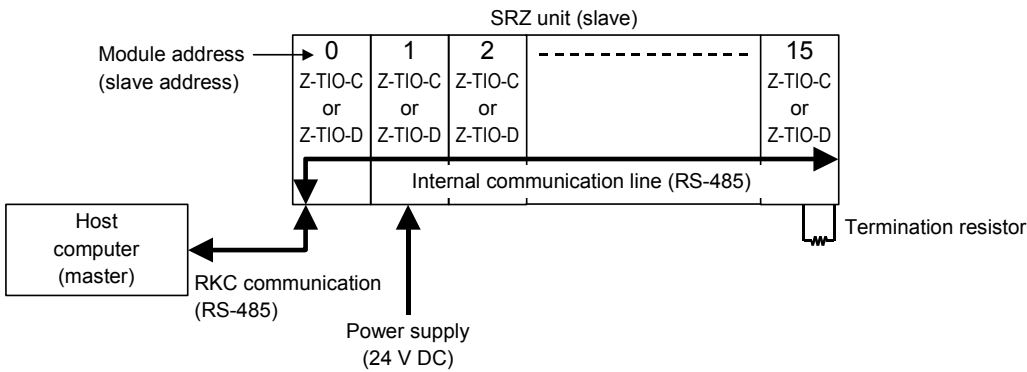 SRZ unit (slave)
Module address
(slave address)
0
Z-TIO-C
or
Z-TIO-D
1
Z-TIO-C
or
Z-TIO-D
2
Z-TIO-C
or
Z-TIO-D
15
Z-TIO-C
or
Z-TIO-D
Internal communication line (RS-485)
Host
computer
(master)
Termination resistor
RKC communication
(RS-485)
Power supply
(24 V DC)